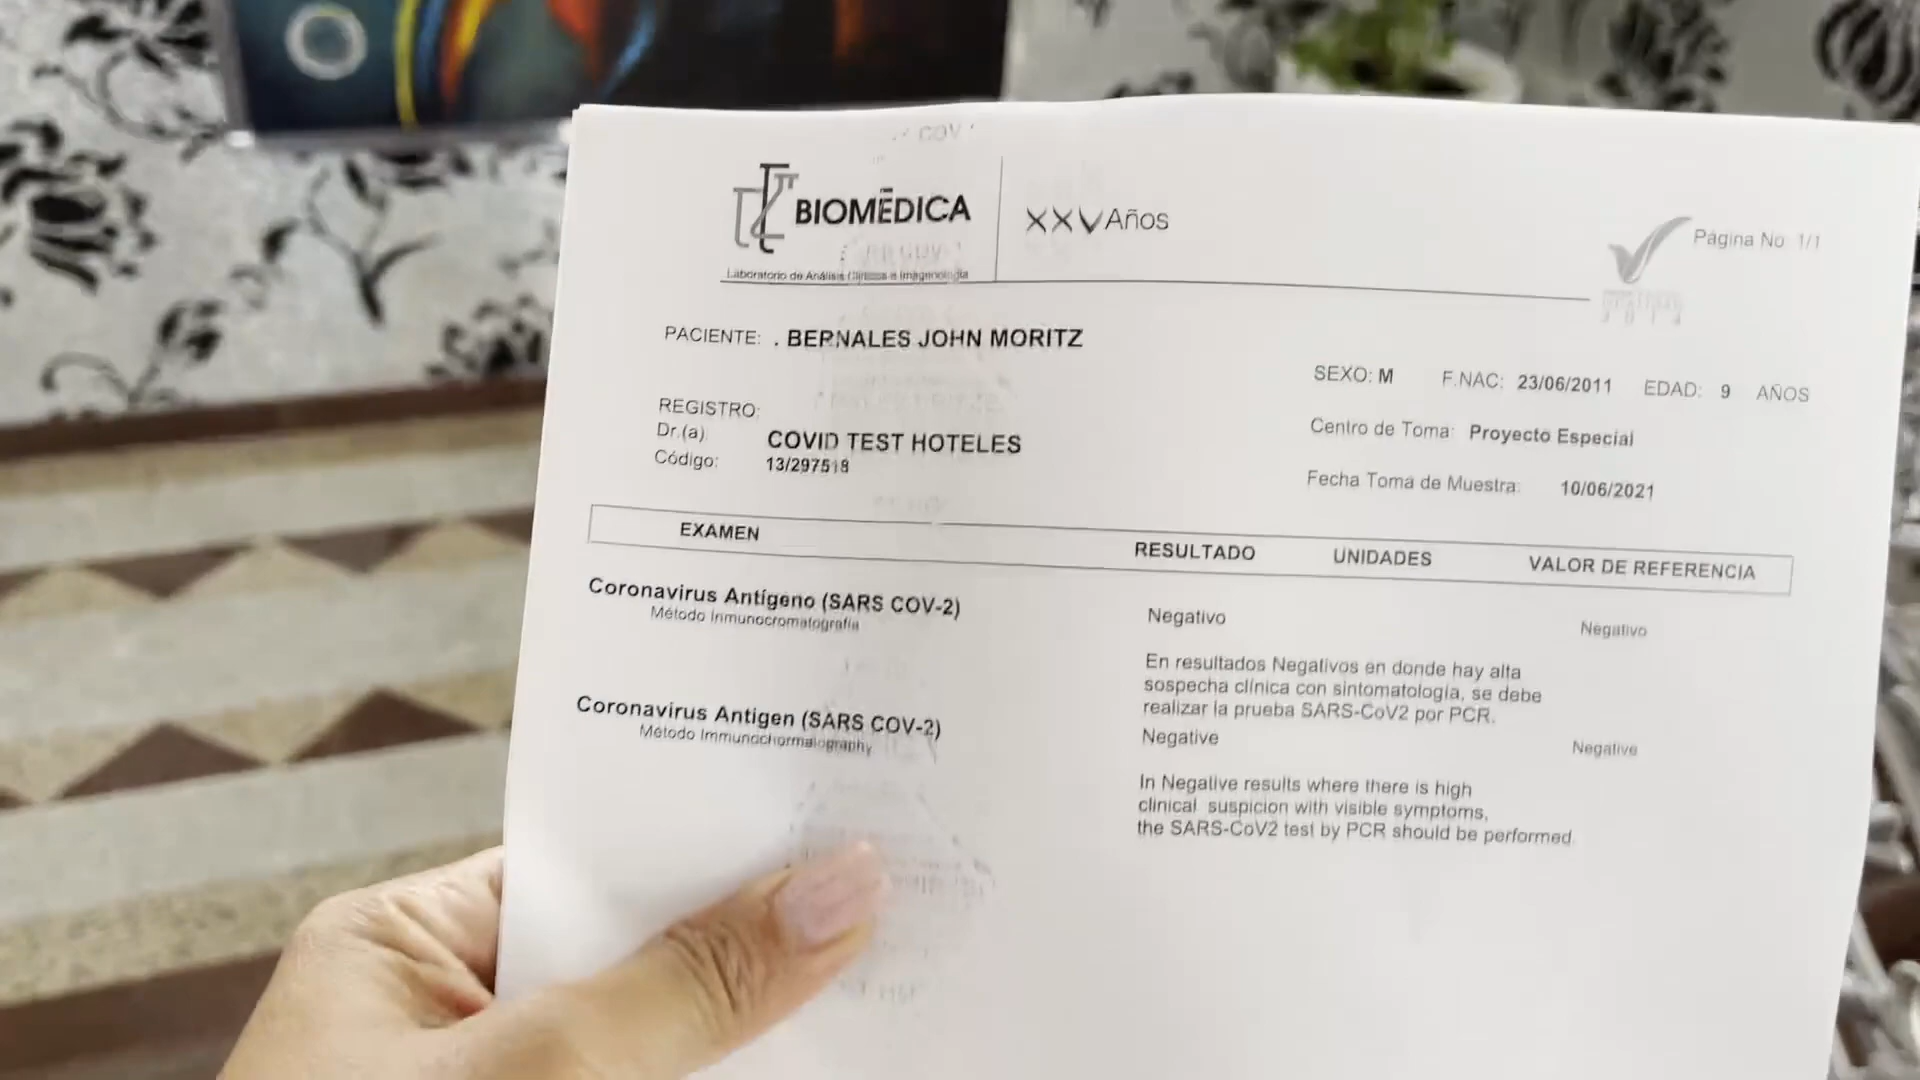 BIOMÉDICA
Laboratorio de Análisis Clínicos e Imagenología
XXV Años
Página No. 1/1
PACIENTE: . BERNALES JOHN MORITZ
SEXO: M F.NAC: 23/06/2011 EDAD: 9 AÑOS
REGISTRO:
Dr.(a) COVID TEST HOTELES
Código: 13/297518
Centro de Toma: Proyecto Especial
Fecha Toma de Muestra: 10/06/2021
EXAMEN RESULTADO UNIDADES VALOR DE REFERENCIA
Coronavirus Antígeno (SARS COV-2) Negativo Negativo
Método Inmunocromatografía
En resultados Negativos en donde hay alta
sospecha clínica con sintomatología, se debe
realizar la prueba SARS-CoV2 por PCR.
Coronavirus Antigen (SARS COV-2) Negative Negative
Método Immunochormatography
In Negative results where there is high
clinical suspicion with visible symptoms,
the SARS-CoV2 test by PCR should be performed.